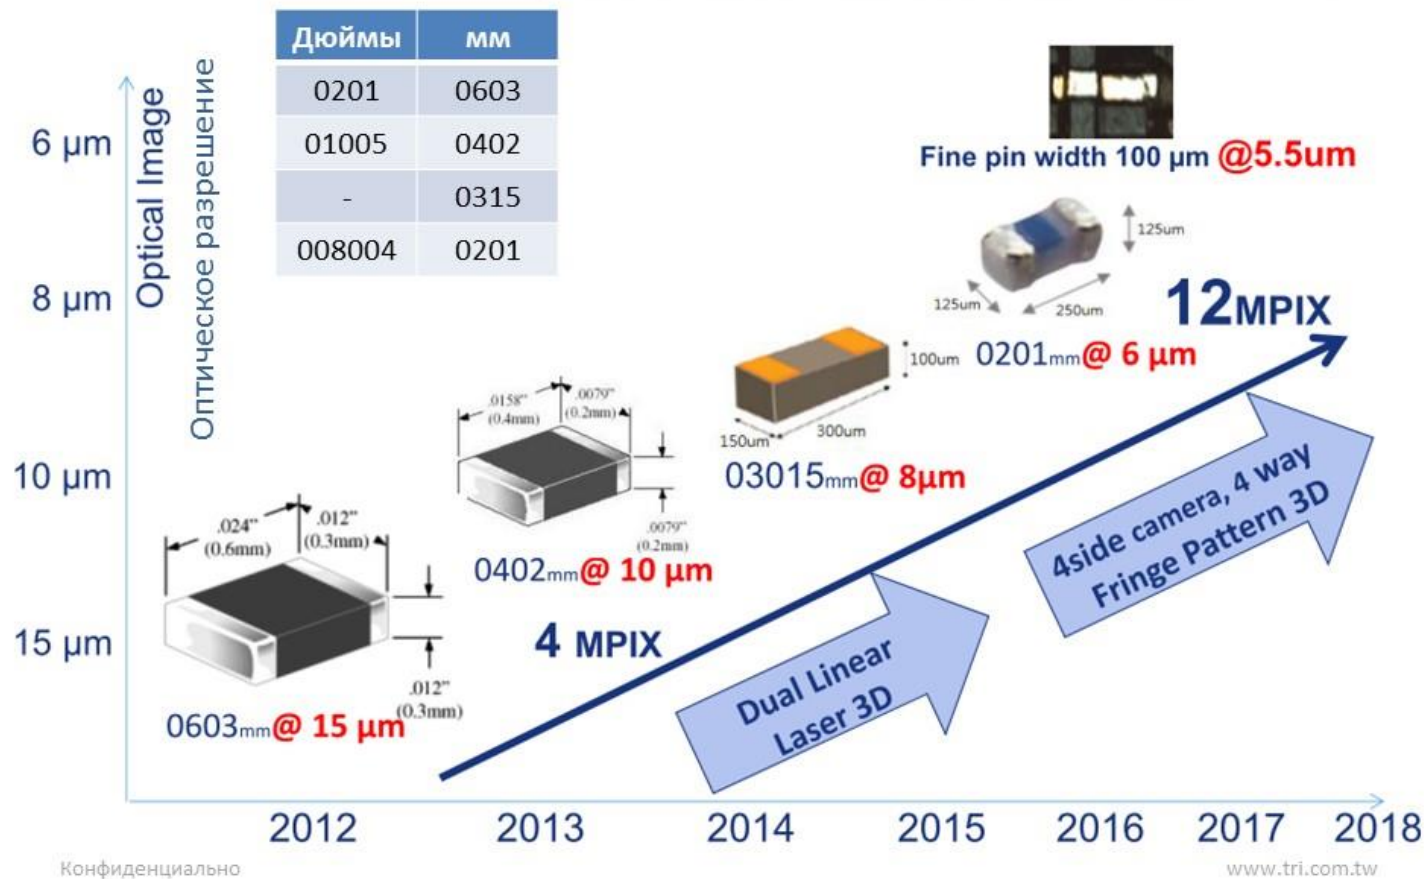 Дюймы мм
0201 0603
01005 0402
- 0315
008004 0201
Optical Image
Оптическое разрешение
6 µm
8 µm
10 µm
15 µm
Fine pin width 100 µm @5.5um
125um
125um
250um
12MPIX
0201mm@ 6 µm
100um
150um
300um
03015mm@ 8µm
.0158" .0079"
(0.4mm) (0.2mm)
.0079"
(0.2mm)
0402mm@ 10 µm
.024" .012"
(0.6mm) (0.3mm)
.012"
(0.3mm)
0603mm@ 15 µm
4 MPIX
Dual Linear
Laser 3D
4side camera, 4 way
Fringe Pattern 3D
2012 2013 2014 2015 2016 2017 2018
Конфиденциально
www.tri.com.tw